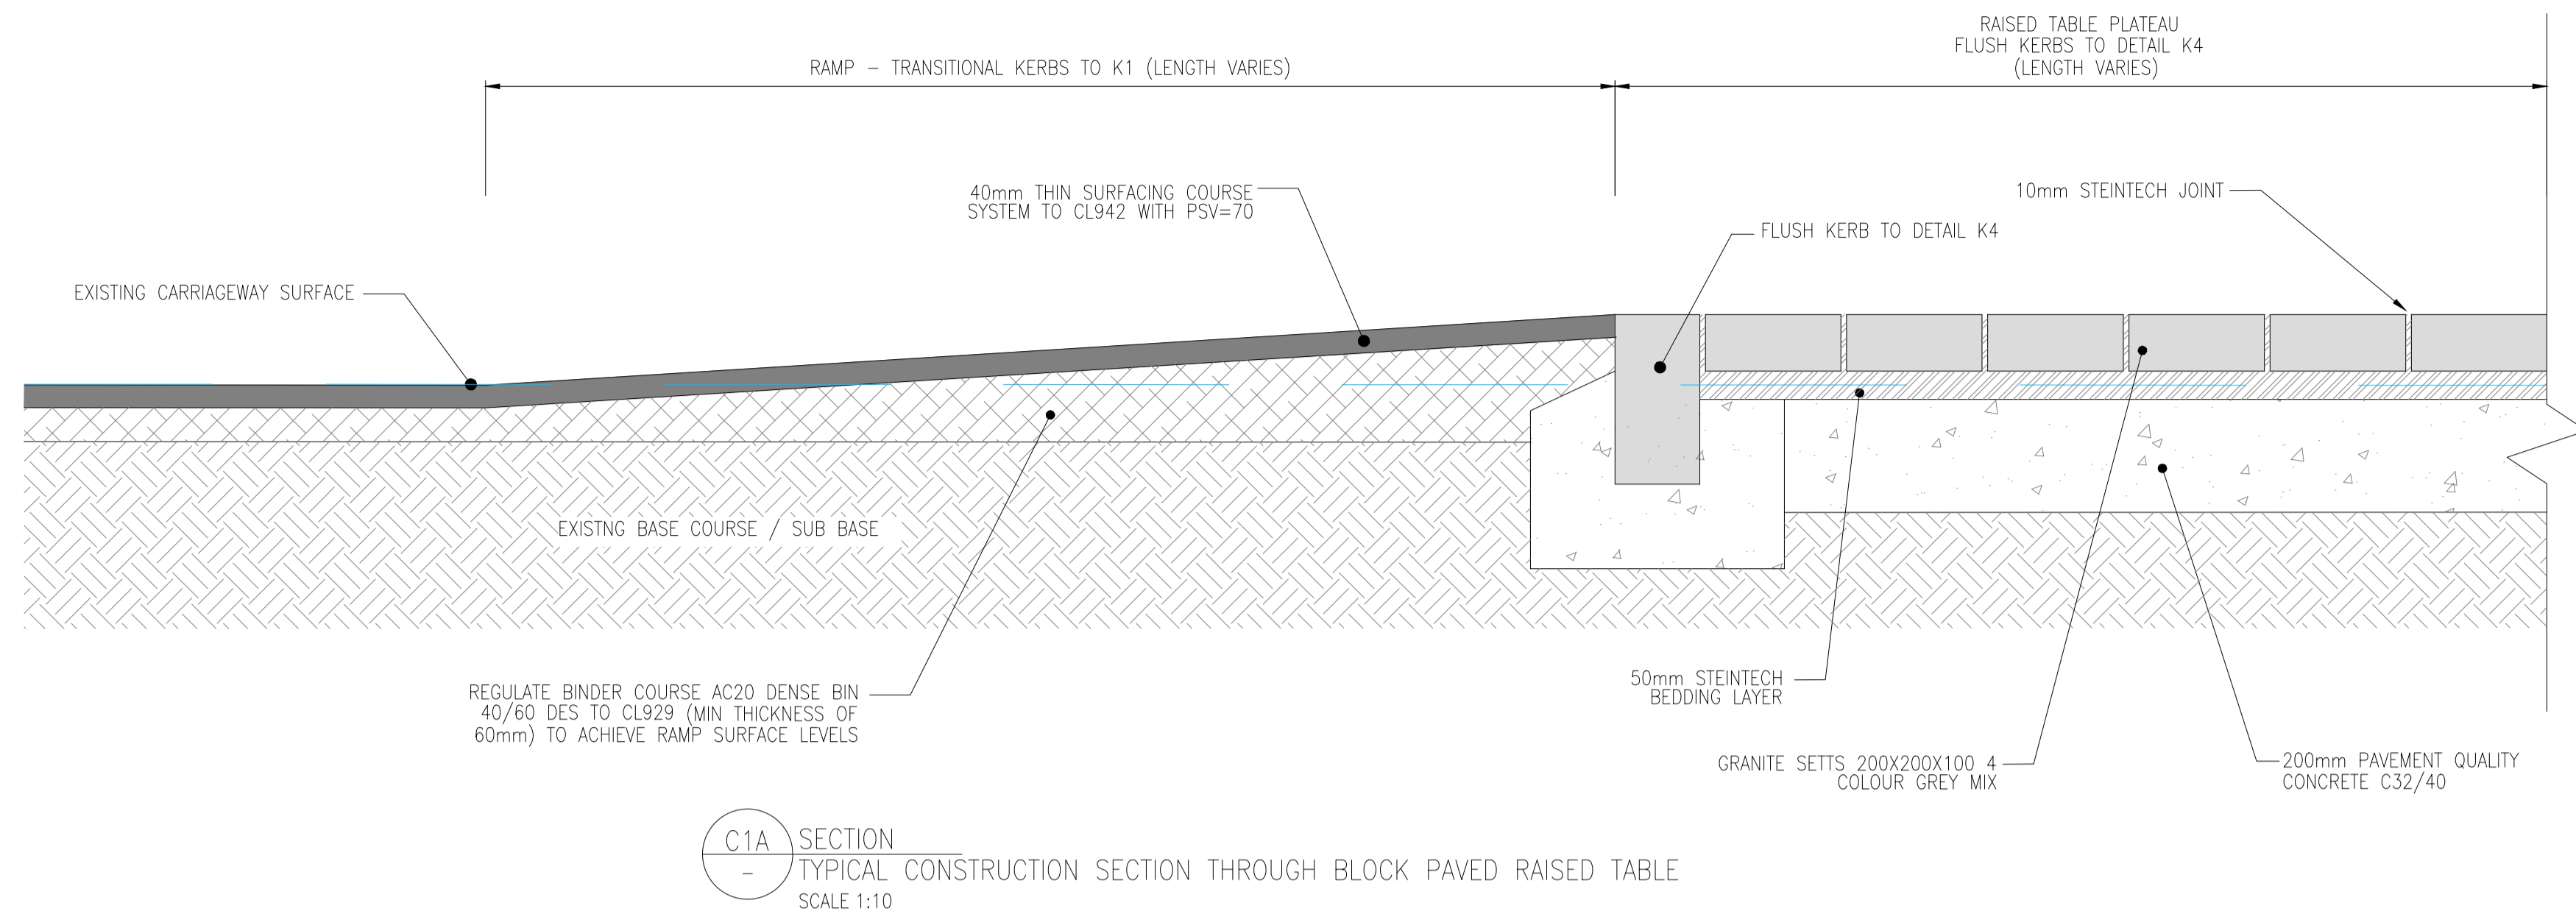 RAISED TABLE PLATEAU
FLUSH KERBS TO DETAIL K4
(LENGTH VARIES)
RAMP - TRANSITIONAL KERBS TO K1 (LENGTH VARIES)
40mm THIN SURFACING COURSE
SYSTEM TO CL942 WITH PSV=70
10mm STEINTECH JOINT
FLUSH KERB TO DETAIL K4
EXISTING CARRIAGEWAY SURFACE
EXISTNG BASE COURSE / SUB BASE
REGULATE BINDER COURSE AC20 DENSE BIN
40/60 DES TO CL929 (MIN THICKNESS OF
60mm) TO ACHIEVE RAMP SURFACE LEVELS
50mm STEINTECH
BEDDING LAYER
GRANITE SETTS 200X200X100 4
COLOUR GREY MIX
200mm PAVEMENT QUALITY
CONCRETE C32/40
C1A
-
SECTION
TYPICAL CONSTRUCTION SECTION THROUGH BLOCK PAVED RAISED TABLE
SCALE 1:10